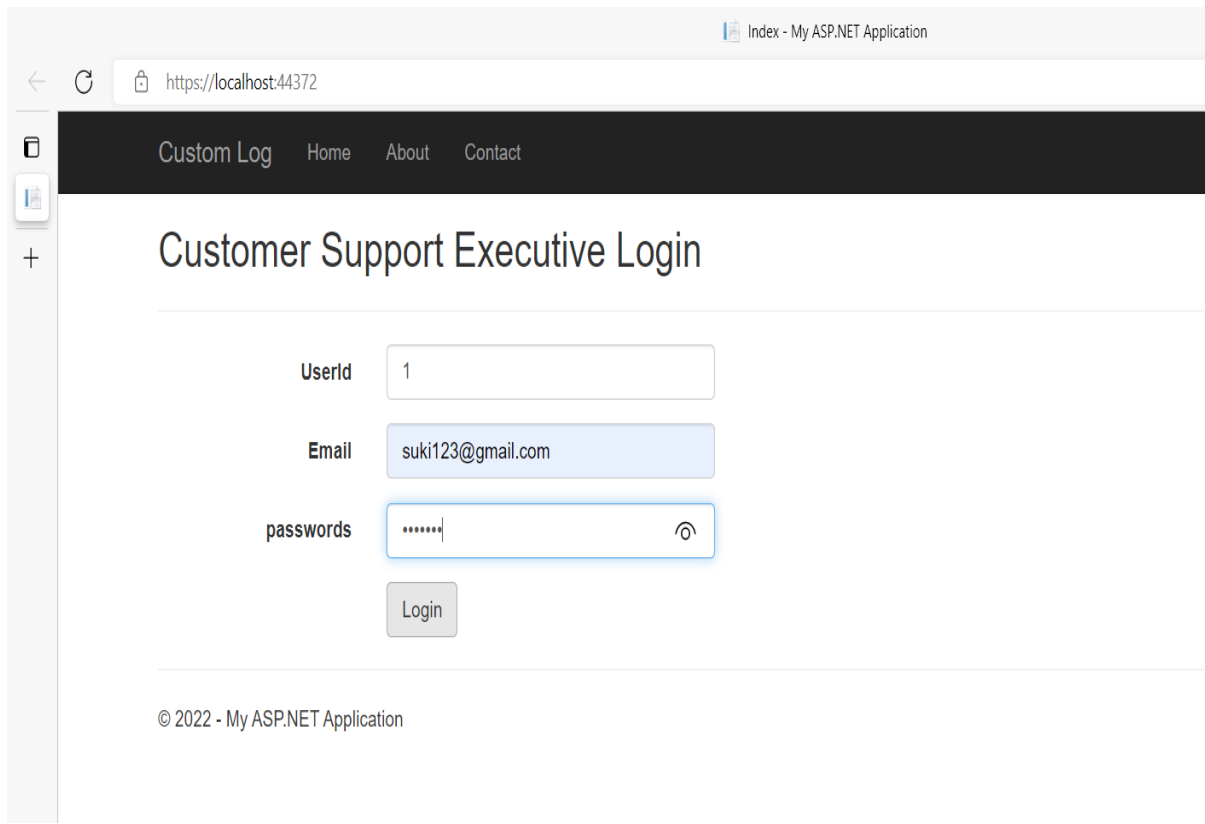 Index - My ASP.NET Application
https://localhost:44372
Custom Log Home About Contact
Customer Support Executive Login
UserId 1
Email suki123@gmail.com
passwords •••••••
Login
© 2022 - My ASP.NET Application